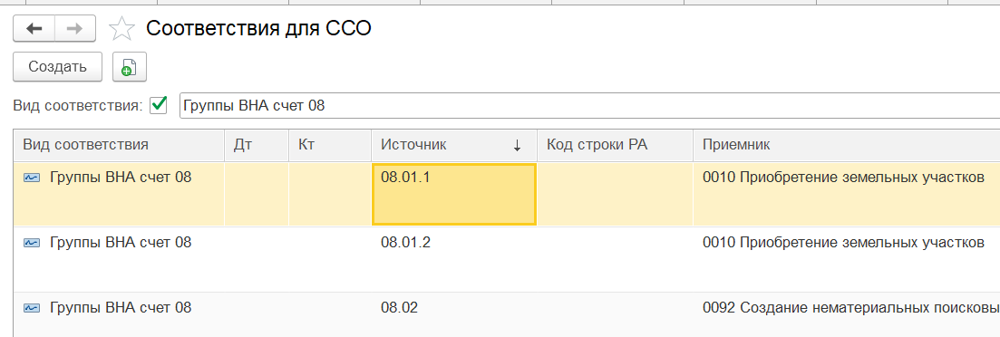 Соответствия для ССО
Создать
Вид соответствия: Группы ВНА счет 08
Вид соответствия Дт Кт Источник ↓ Код строки РА Приемник
Группы ВНА счет 08 08.01.1 0010 Приобретение земельных участков
Группы ВНА счет 08 08.01.2 0010 Приобретение земельных участков
Группы ВНА счет 08 08.02 0092 Создание нематериальных поисковы